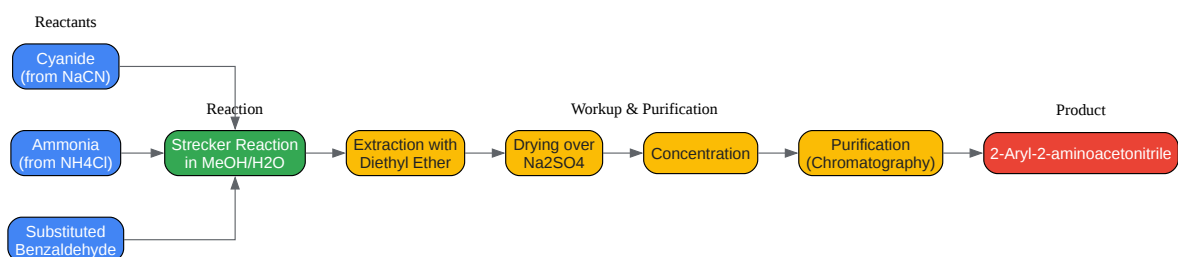 Reactants
Cyanide
(from NaCN)
Reaction
Workup & Purification
Product
Ammonia
(from NH4Cl)
Strecker Reaction
in MeOH/H2O
Extraction with
Diethyl Ether
Drying over
Na2SO4
Concentration
Purification
(Chromatography)
2-Aryl-2-aminoacetonitrile
Substituted
Benzaldehyde